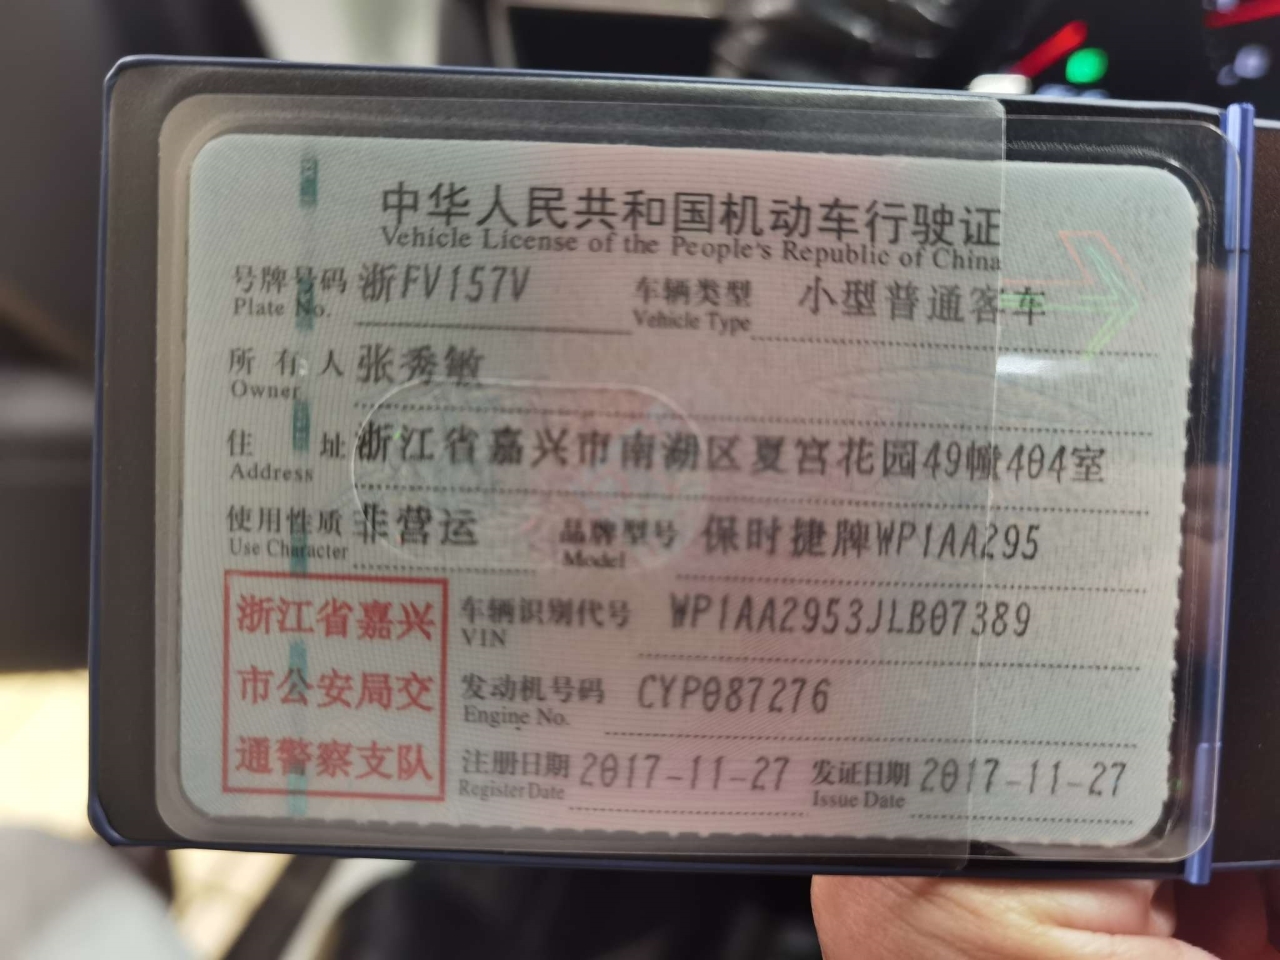 中华人民共和国机动车行驶证
Vehicle License of the People's Republic of China
号牌号码 浙FV157V 车辆类型 小型普通客车
Plate No. Vehicle Type
所有人 张秀敏
Owner
住址 浙江省嘉兴市南湖区夏宫花园49幢404室
Address
使用性质 非营运 品牌型号 保时捷牌WP1AA295
Use Character Model
浙江省嘉兴
市公安局交
通警察支队
车辆识别代号 WP1AA2953JLB07389
VIN
发动机号码 CYP087276
Engine No.
注册日期 2017-11-27 发证日期 2017-11-27
Register Date Issue Date